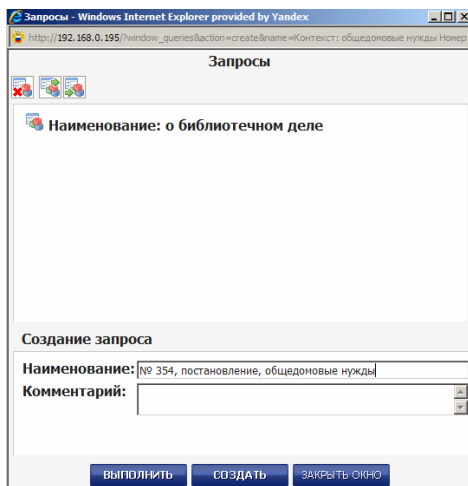 Запросы - Windows Internet Explorer provided by Yandex
http://192.168.0.195/?window_queries&action=create&name=Контекст: общедоновые нужды Номер
Запросы
Наименование: о библиотечном деле
Создание запроса
Наименование: № 354, постановление, общедомовые нужды
Комментарий:
ВЫПОЛНИТЬ СОЗДАТЬ ЗАКРЫТЬ ОКНО